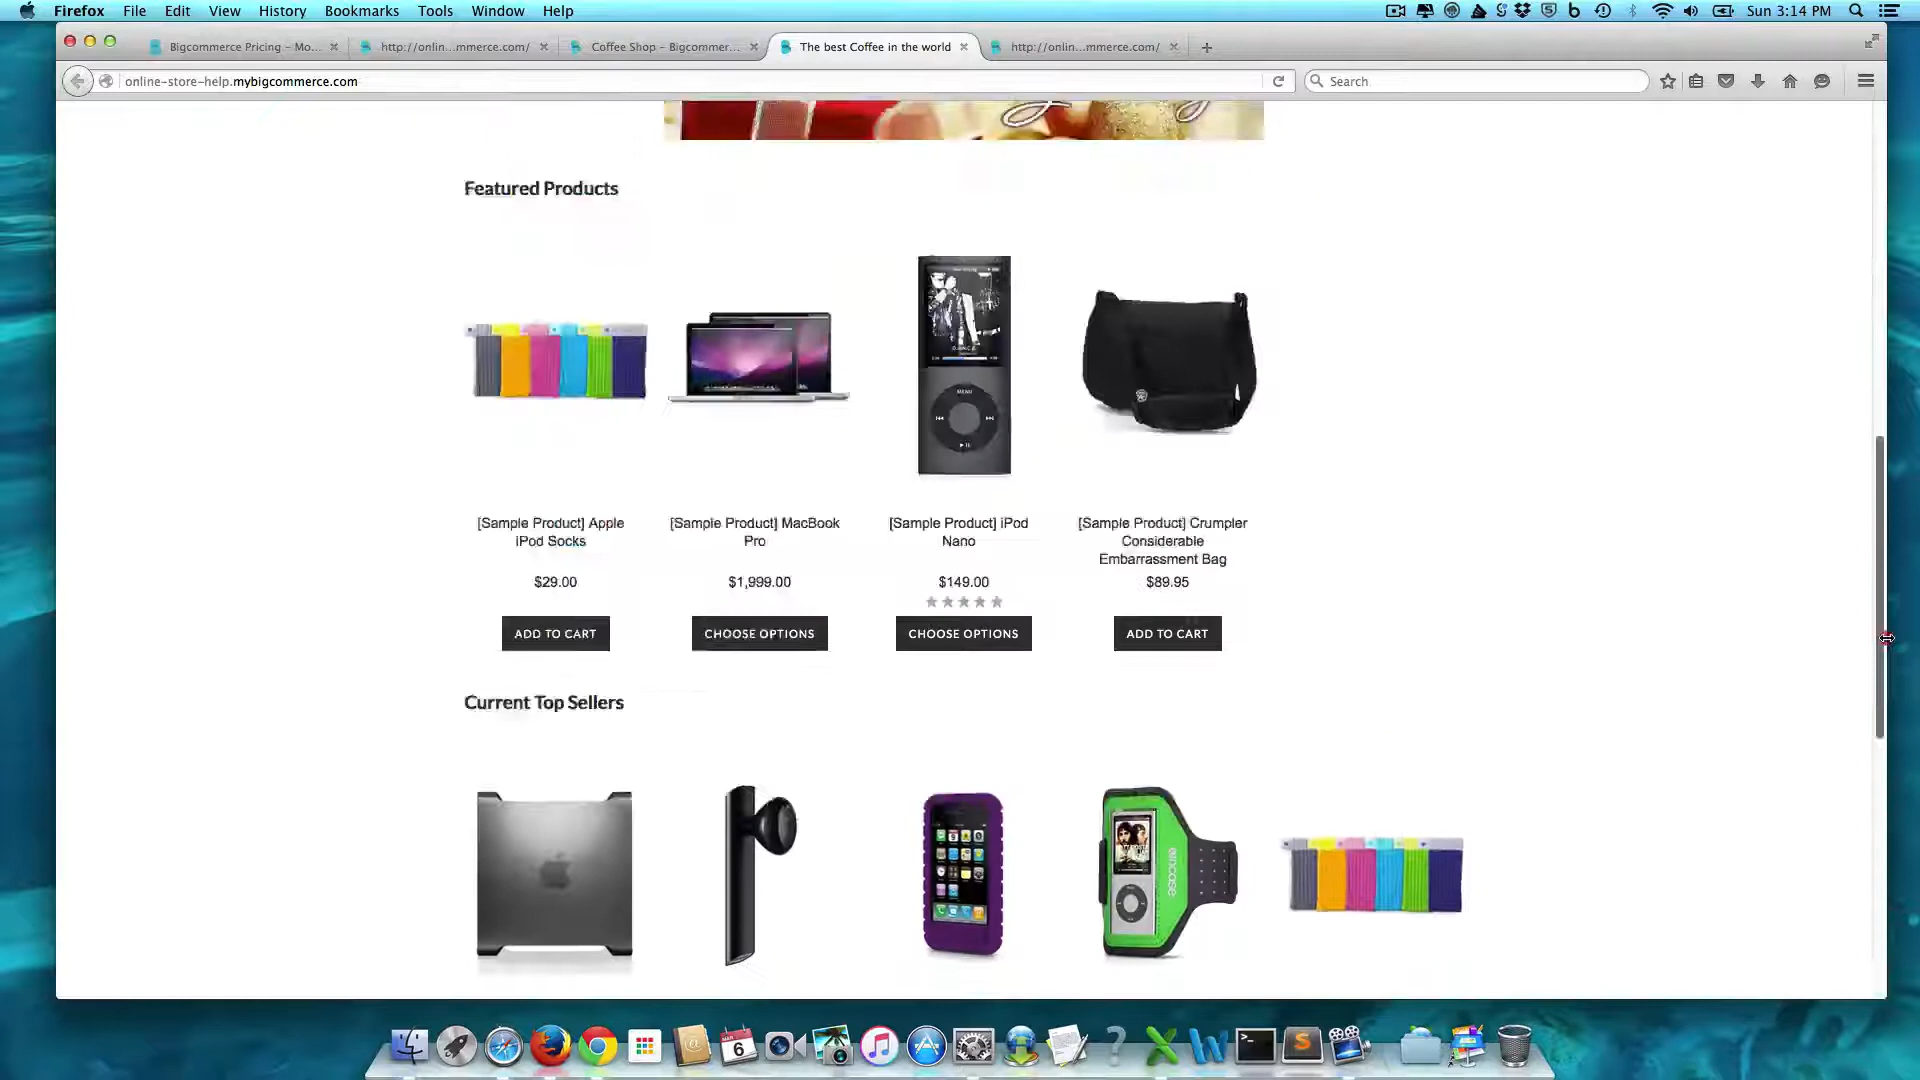 Firefox File Edit View History Bookmarks Tools Window Help Sun 3:14 PM
Bigcommerce Pricing – Mo... http://onlin...mmerce.com/ Coffee Shop – Bigcommer... The best Coffee in the world http://onlin...mmerce.com/
online-store-help.mybigcommerce.com Search
Featured Products
MENU
[Sample Product] Apple
iPod Socks
[Sample Product] MacBook
Pro
[Sample Product] iPod
Nano
[Sample Product] Crumpler
Considerable
Embarrassment Bag
$29.00 $1,999.00 $149.00 $89.95
ADD TO CART CHOOSE OPTIONS CHOOSE OPTIONS ADD TO CART
Current Top Sellers
incase
MAR
6